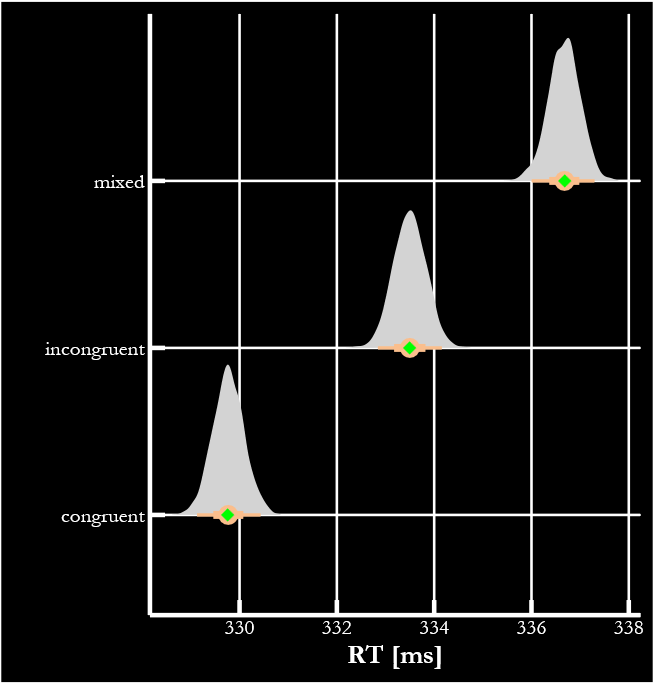 mixed
incongruent
congruent
330 332 334 336 338
RT [ms]